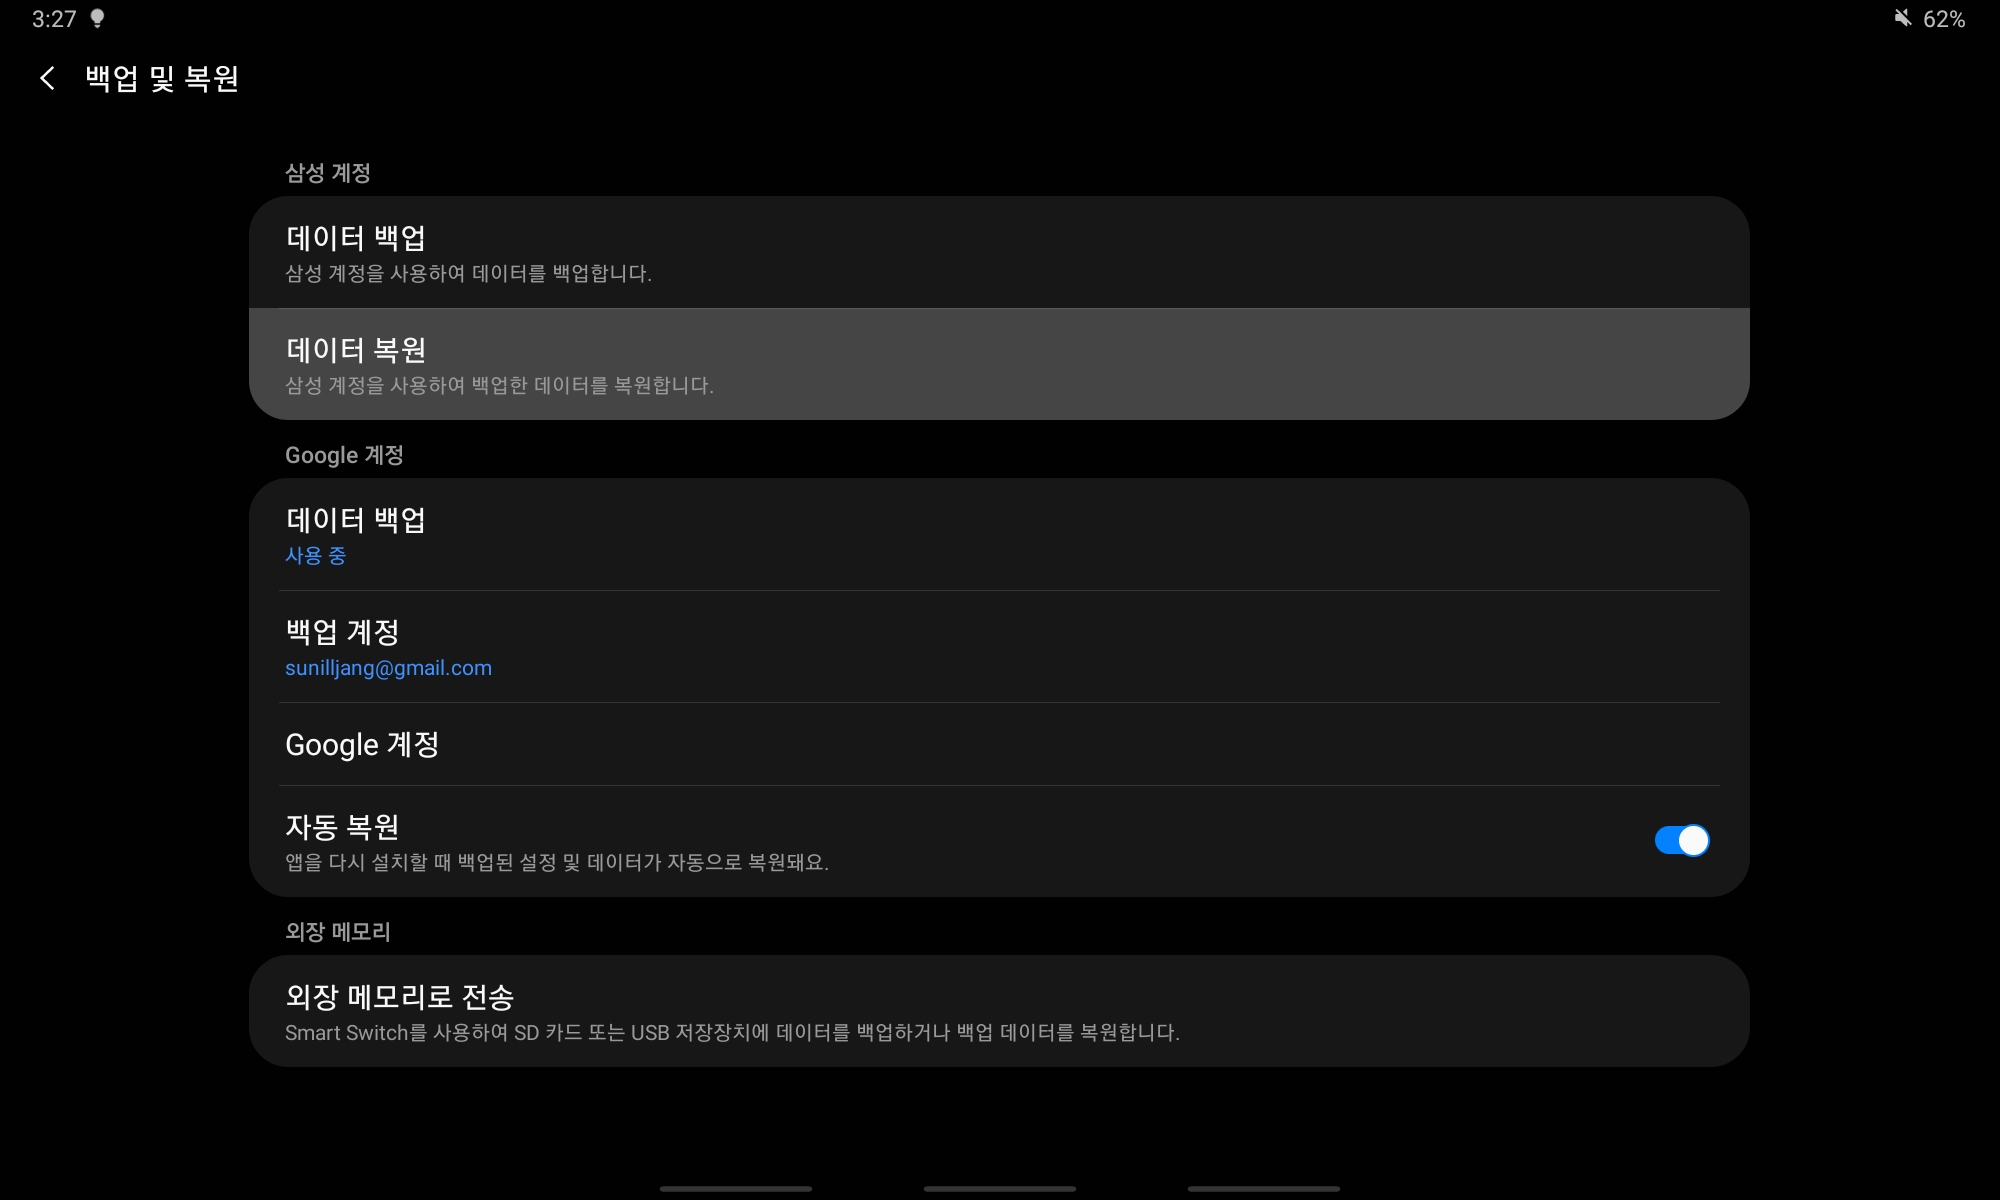 3:27
62%
백업 및 복원
삼성 계정
데이터 백업
삼성 계정을 사용하여 데이터를 백업합니다.
데이터 복원
삼성 계정을 사용하여 백업한 데이터를 복원합니다.
Google 계정
데이터 백업
사용 중
백업 계정
sunilljang@gmail.com
Google 계정
자동 복원
앱을 다시 설치할 때 백업된 설정 및 데이터가 자동으로 복원돼요.
외장 메모리
외장 메모리로 전송
Smart Switch를 사용하여 SD 카드 또는 USB 저장장치에 데이터를 백업하거나 백업 데이터를 복원합니다.